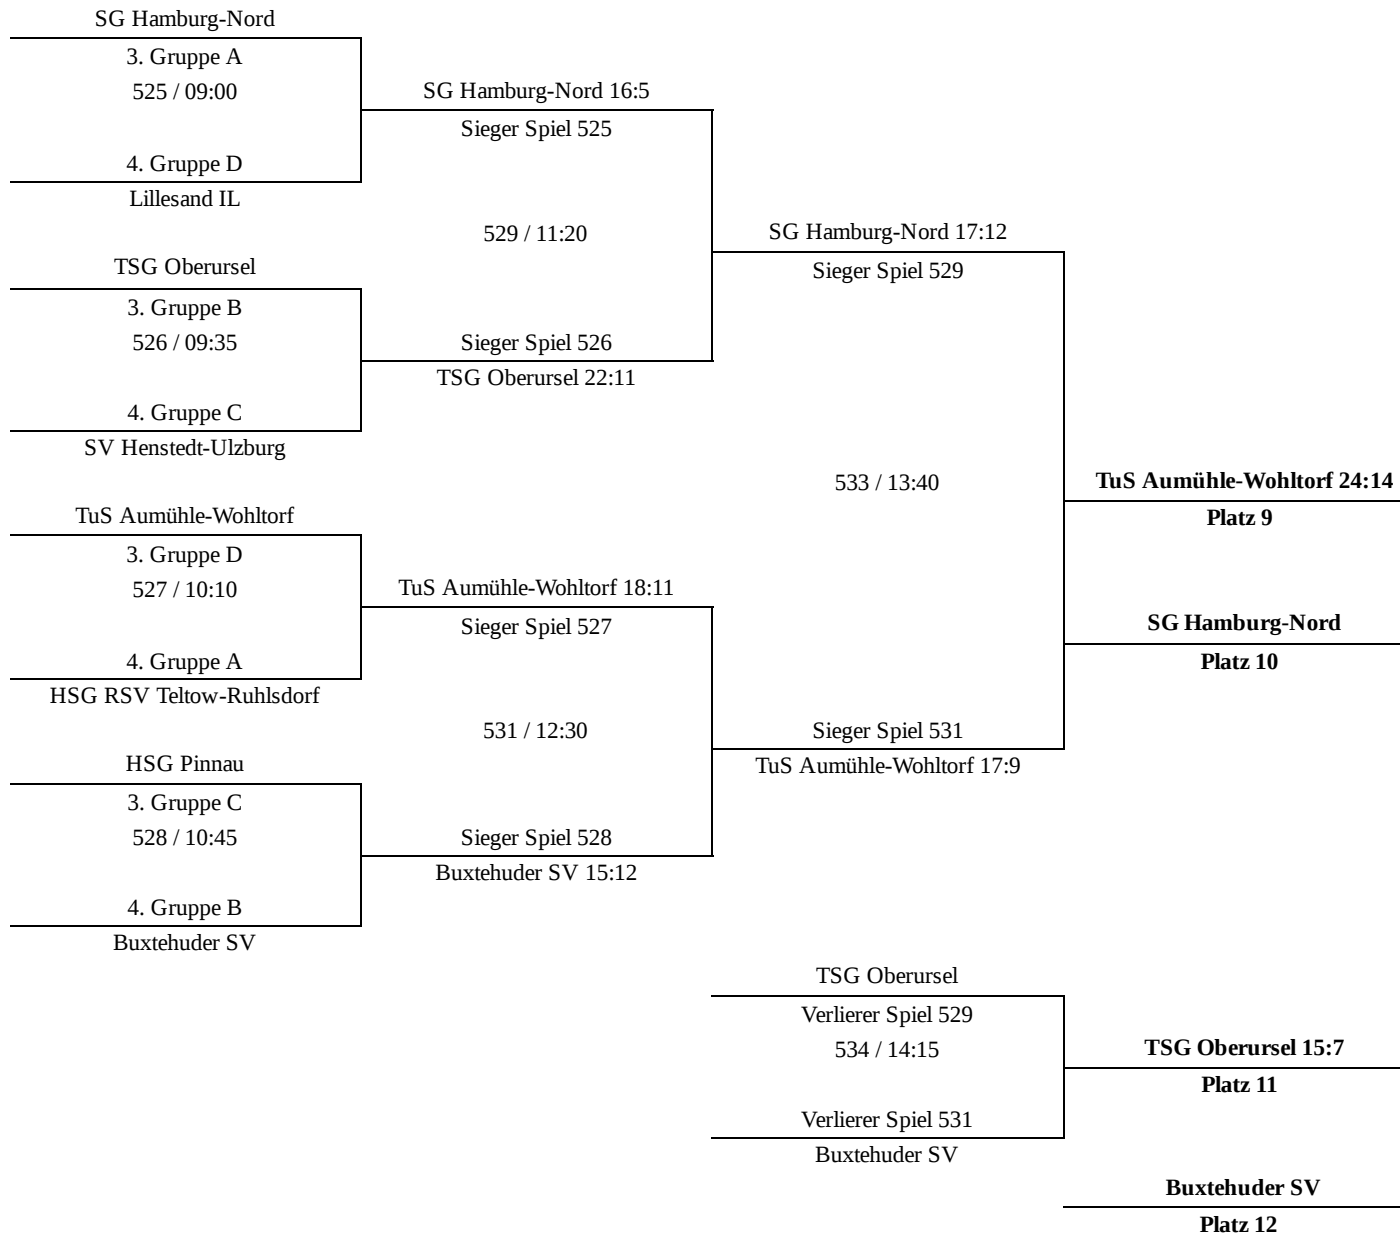 SG Hamburg-Nord
3. Gruppe A
525 / 09:00
4. Gruppe D
Lillesand IL
TSG Oberursel
3. Gruppe B
526 / 09:35
4. Gruppe C
SV Henstedt-Ulzburg
TuS Aumühle-Wohltorf
3. Gruppe D
527 / 10:10
4. Gruppe A
HSG RSV Teltow-Ruhlsdorf
HSG Pinnau
3. Gruppe C
528 / 10:45
4. Gruppe B
Buxtehuder SV
SG Hamburg-Nord 16:5
Sieger Spiel 525
529 / 11:20
Sieger Spiel 526
TSG Oberursel 22:11
TuS Aumühle-Wohltorf 18:11
Sieger Spiel 527
531 / 12:30
Sieger Spiel 528
Buxtehuder SV 15:12
SG Hamburg-Nord 17:12
Sieger Spiel 529
533 / 13:40
Sieger Spiel 531
TuS Aumühle-Wohltorf 17:9
TuS Aumühle-Wohltorf 24:14
Platz 9
SG Hamburg-Nord
Platz 10
TSG Oberursel
Verlierer Spiel 529
534 / 14:15
Verlierer Spiel 531
Buxtehuder SV
TSG Oberursel 15:7
Platz 11
Buxtehuder SV
Platz 12